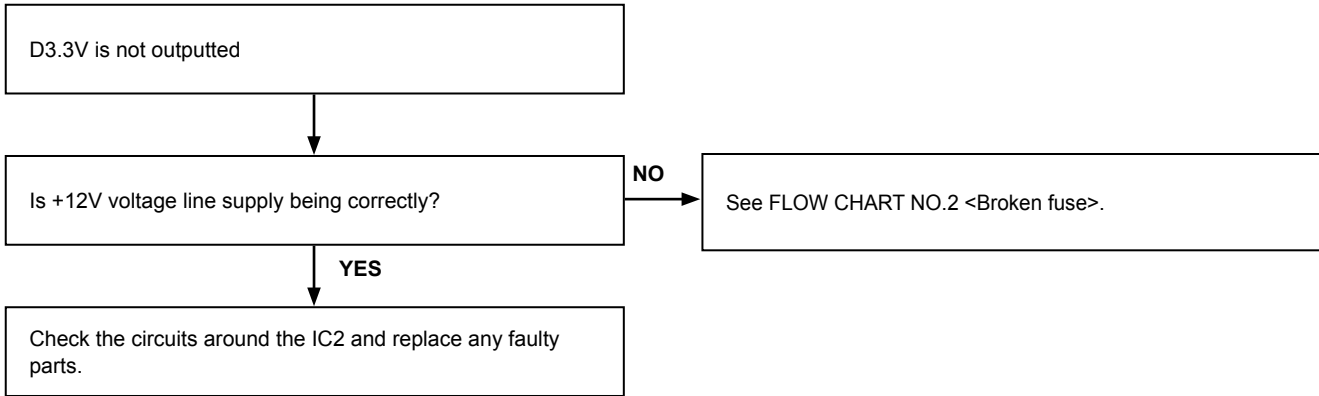 D3.3V is not outputted
Is +12V voltage line supply being correctly?
NO
See FLOW CHART NO.2 <Broken fuse>.
YES
Check the circuits around the IC2 and replace any faulty
parts.